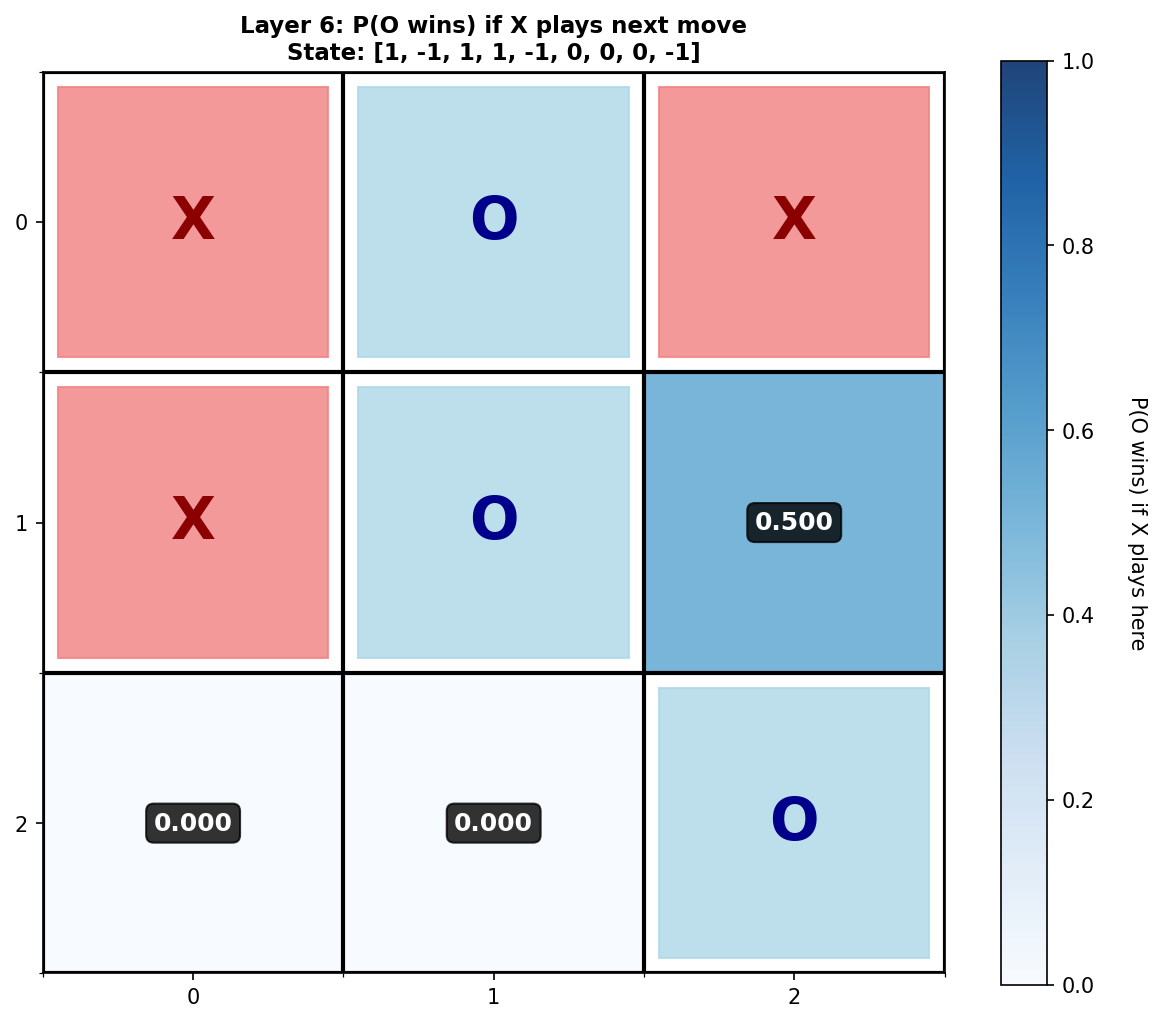 Layer 6: P(O wins) if X plays next move
State: [1, -1, 1, 1, -1, 0, 0, 0, -1]
0
X
O
X
1
X
O
0.500
2
0.000
0.000
O
0
1
2
1.0
0.8
0.6
0.4
0.2
0.0
P(O wins) if X plays here